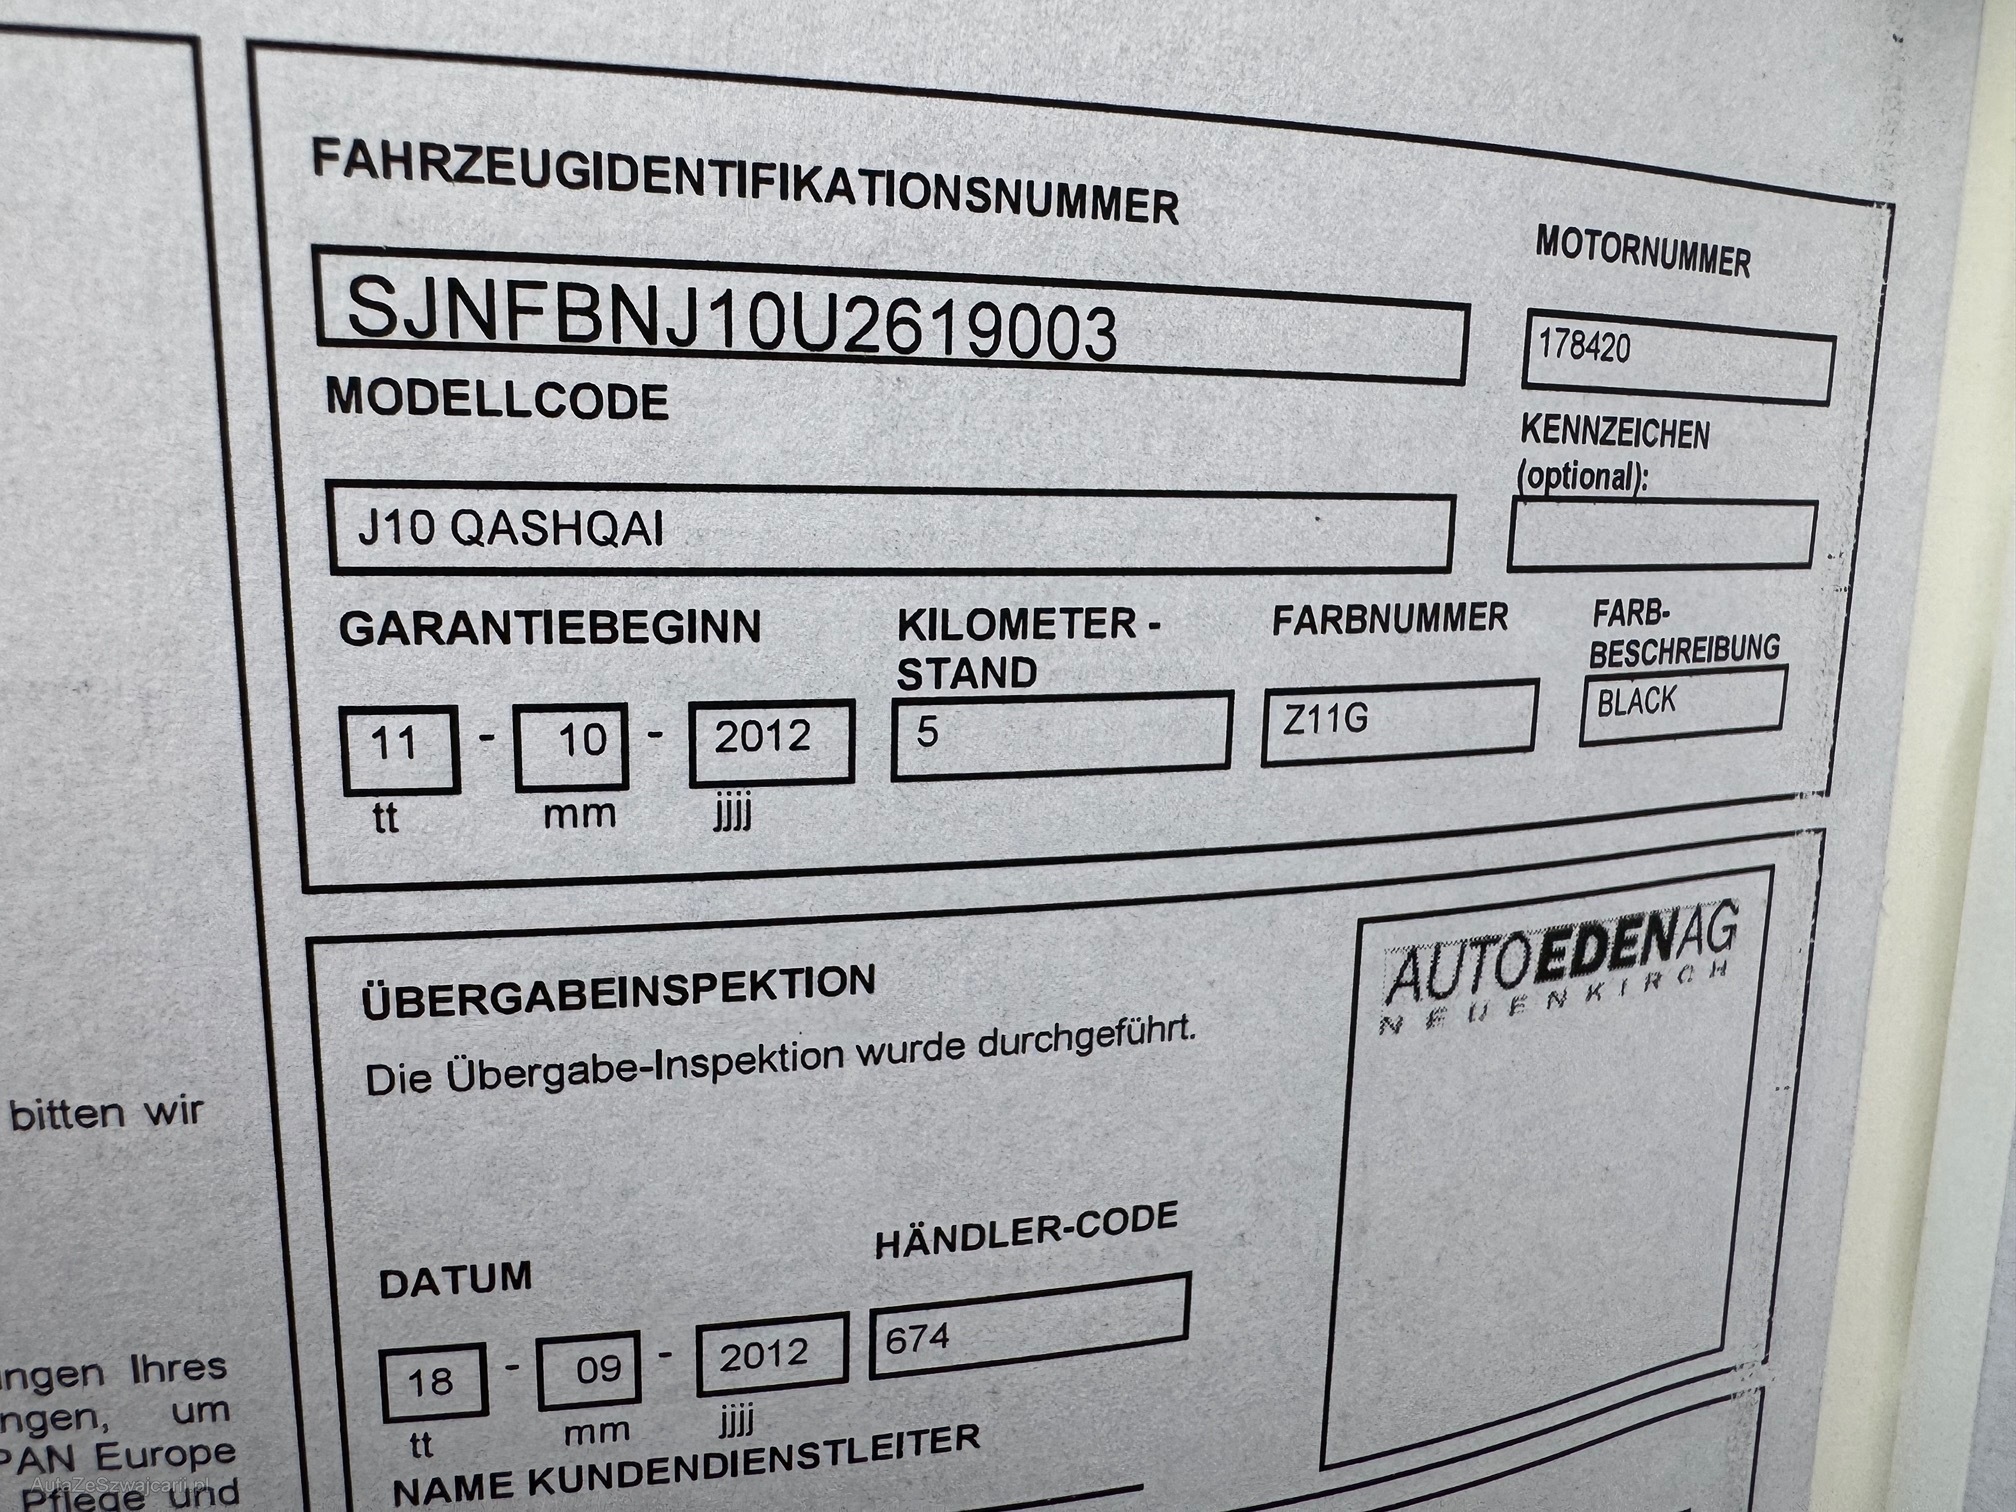 FAHRZEUGIDENTIFIKATIONSNUMMER
SJNFBNJ10U2619003
MOTORNUMMER
178420
MODELLCODE
J10 QASHQAI
KENNZEICHEN
(optional):
GARANTIEBEGINN
11 - 10 - 2012
tt mm jjjj
KILOMETER -
STAND
5
FARBNUMMER
Z11G
FARB-
BESCHREIBUNG
BLACK
ÜBERGABEINSPEKTION
Die Übergabe-Inspektion wurde durchgeführt.
AUTOEDENAG
NEUENKIRCH
DATUM
18 - 09 - 2012
tt mm jjjj
HÄNDLER-CODE
674
NAME KUNDENDIENSTLEITER
bitten wir
ngen Ihres
ngen, um
PAN Europe
Pflege und
AutaZeSzwajcarii.pl